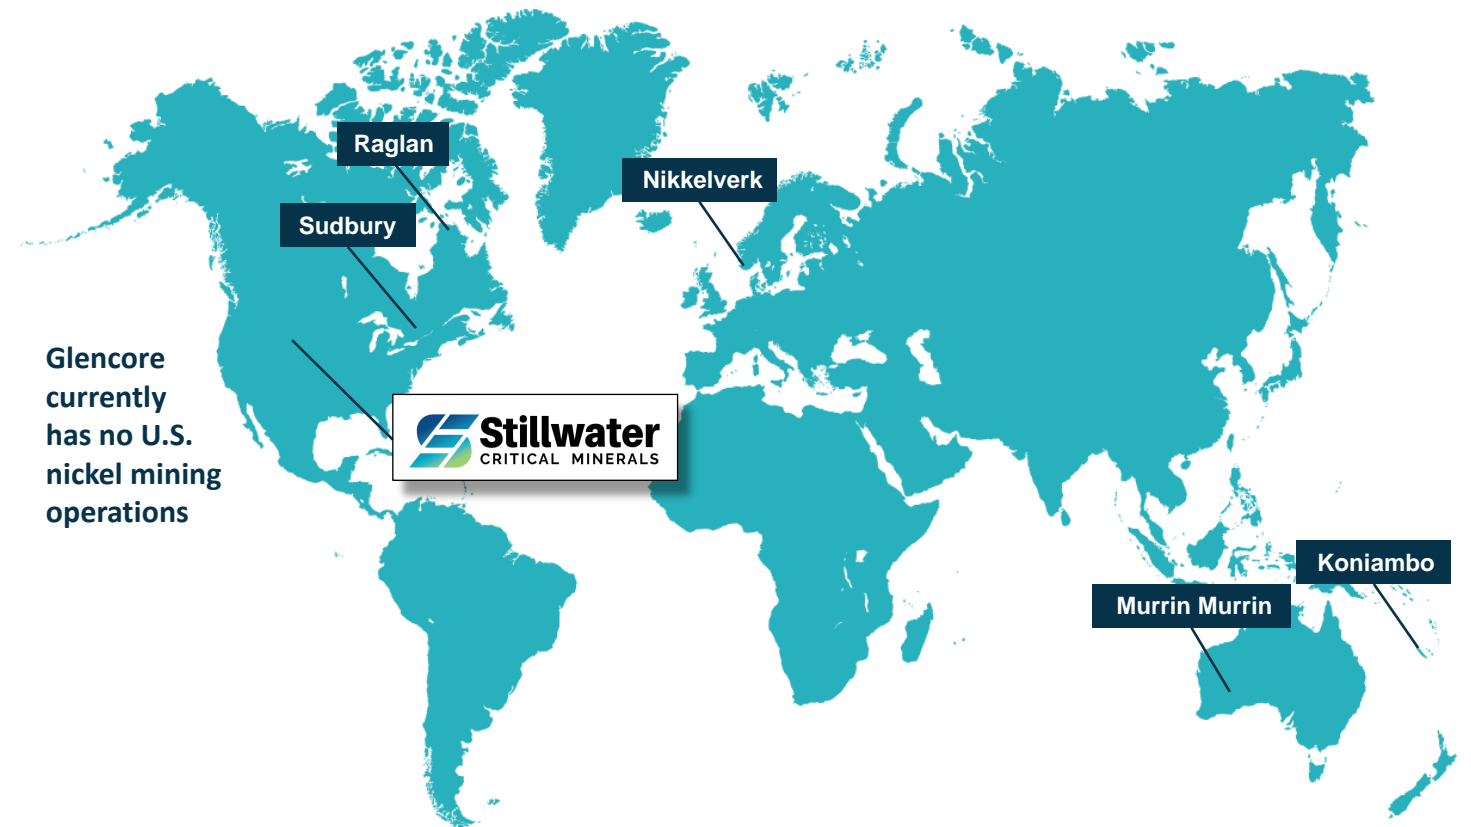 Raglan
Nikkelverk
Sudbury
Glencore
currently
has no U.S.
nickel mining
operations
Stillwater
CRITICAL MINERALS
Koniambo
Murrin Murrin